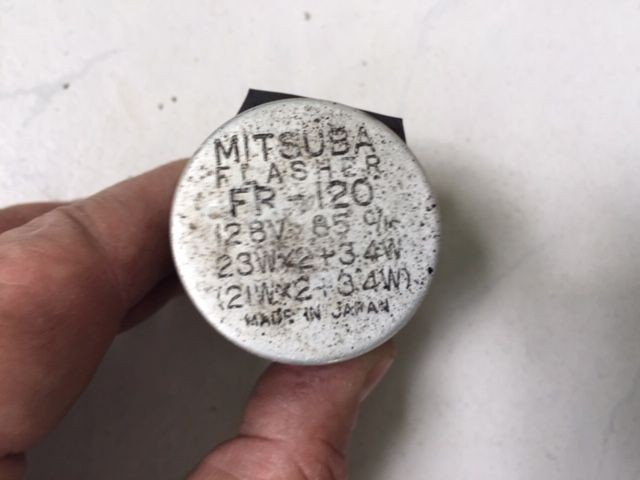 MITSUBA
FLASHER
FR-120
12.8V 85 c/m
23W×2+3.4W
(21W×2+3.4W)
MADE IN JAPAN